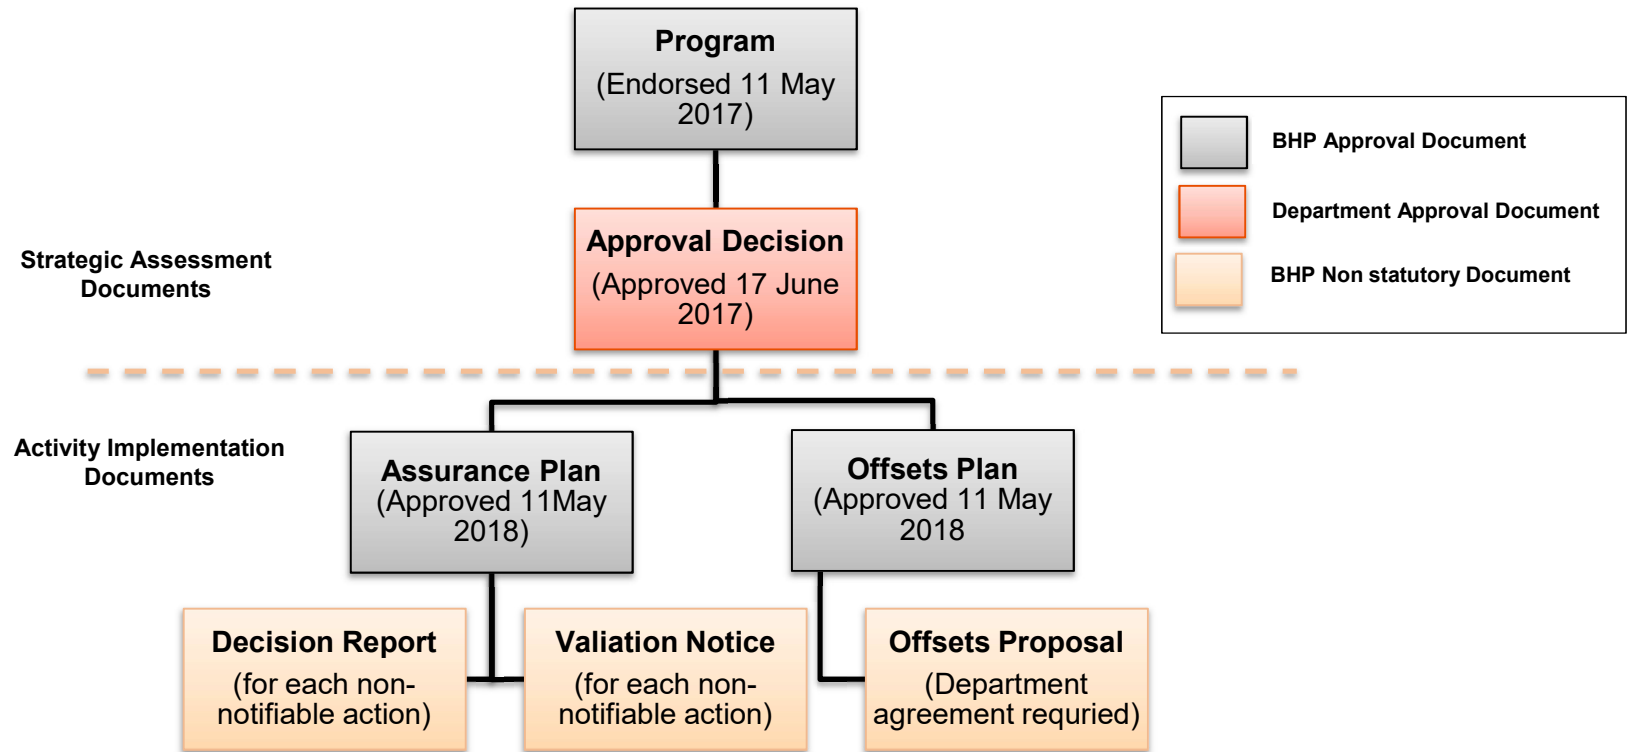 Program
(Endorsed 11 May
2017)
BHP Approval Document
Department Approval Document
BHP Non statutory Document
Approval Decision
(Approved 17 June
2017)
Strategic Assessment
Documents
Activity Implementation
Documents
Assurance Plan
(Approved 11May
2018)
Offsets Plan
(Approved 11 May
2018
Decision Report
(for each non-
notifiable action)
Valiation Notice
(for each non-
notifiable action)
Offsets Proposal
(Department
agreement requried)